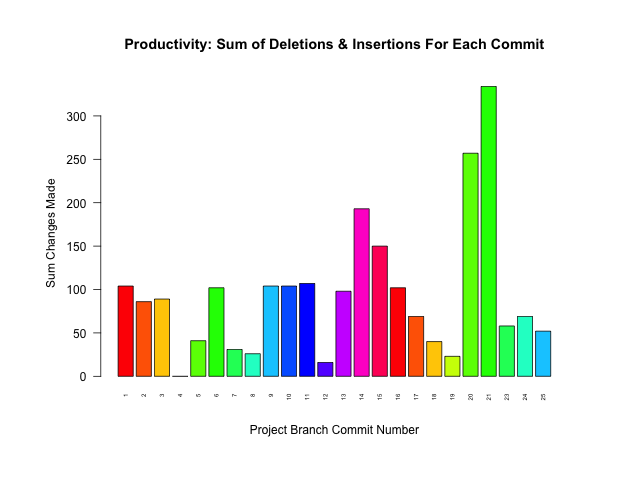 Productivity: Sum of Deletions & Insertions For Each Commit
Sum Changes Made
300
250
200
150
100
50
0
1 2 3 4 5 6 7 8 9 10 11 12 13 14 15 16 17 18 19 20 21 23 24 25
Project Branch Commit Number